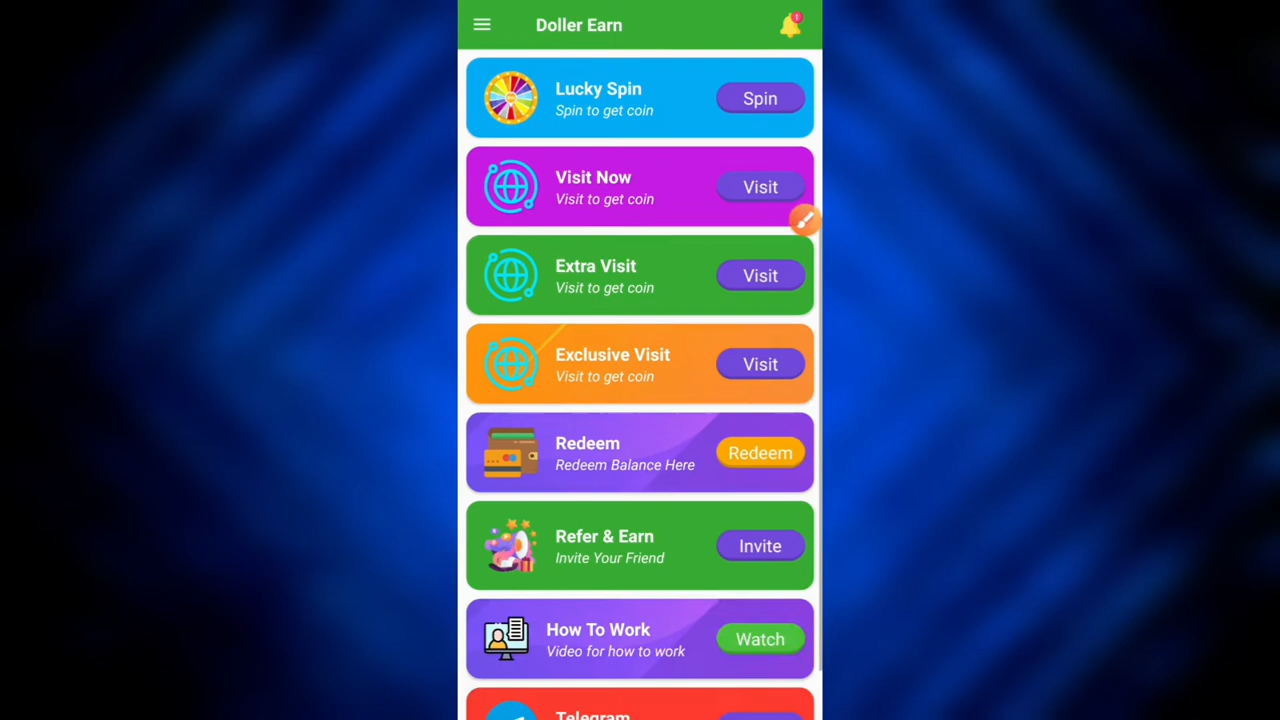 Doller Earn
1
Lucky Spin
Spin to get coin
Spin
Visit Now
Visit to get coin
Visit
Extra Visit
Visit to get coin
Visit
Exclusive Visit
Visit to get coin
Visit
Redeem
Redeem Balance Here
Redeem
Refer & Earn
Invite Your Friend
Invite
How To Work
Video for how to work
Watch
Telegram